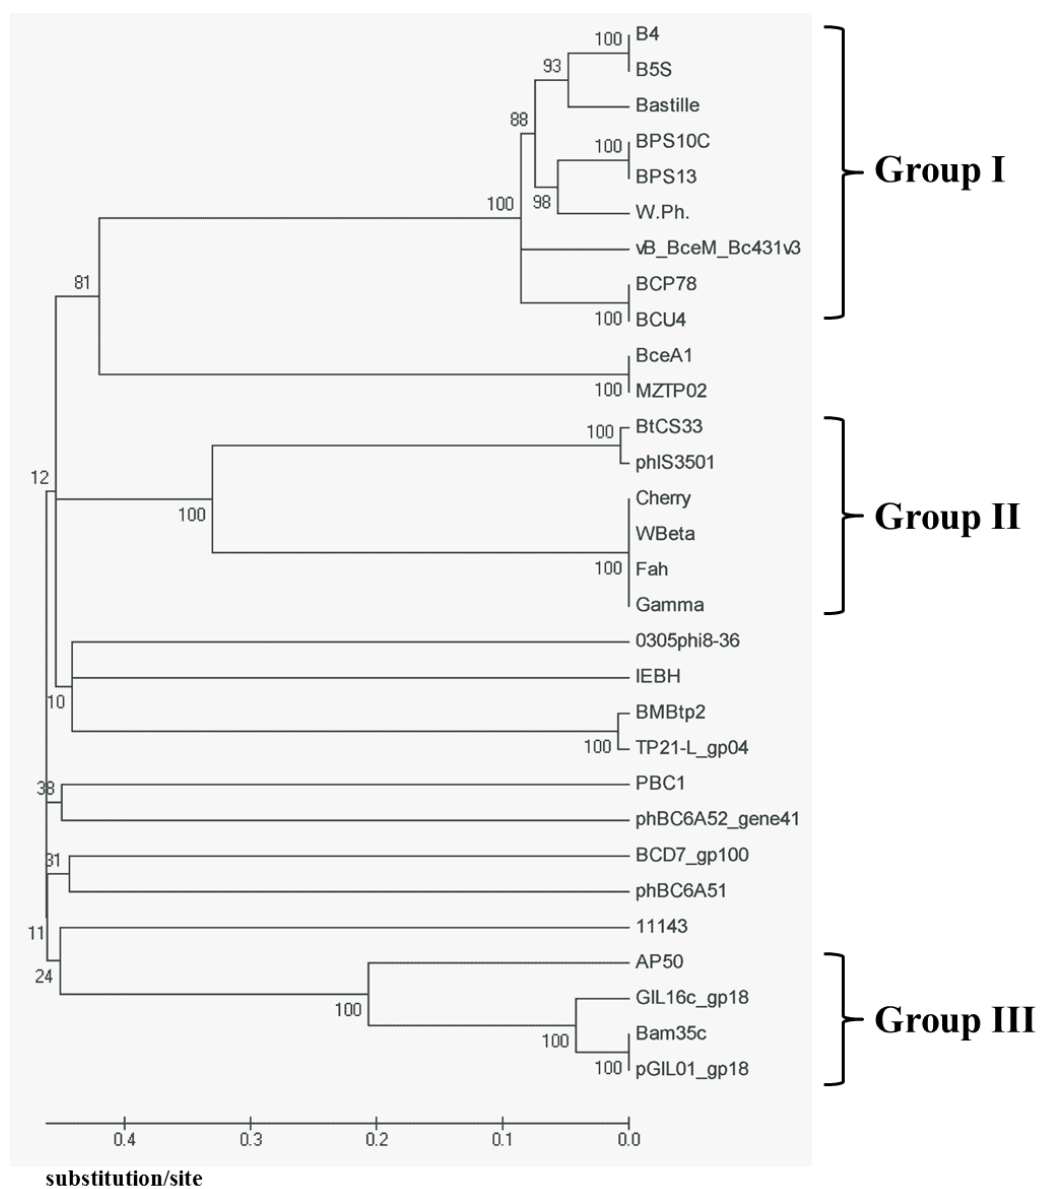 100 B4
B5S
93
Bastille
88
100 BPS10C
BPS13
98 W.Ph.
100
vB_BceM_Bc431v3
BCP78
100 BCU4
Group I
81
BceA1
100 MZTP02
100 BtCS33
phIS3501
12
100
Cherry
WBeta
100 Fah
Gamma
Group II
0305phi8-36
IEBH
10
BMBtp2
100 TP21-L_gp04
38
PBC1
phBC6A52_gene41
31
BCD7_gp100
phBC6A51
11
11143
24
AP50
100
GIL16c_gp18
100
Bam35c
100 pGIL01_gp18
Group III
0.4 0.3 0.2 0.1 0.0
substitution/site